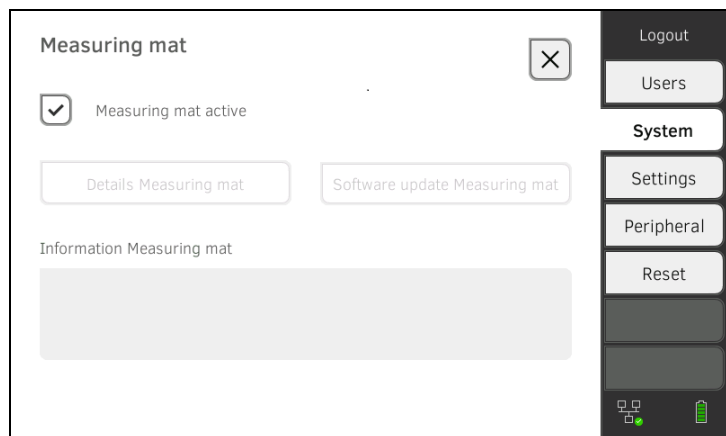 Measuring mat
Measuring mat active
Details Measuring mat
Software update Measuring mat
Information Measuring mat
Logout
Users
System
Settings
Peripheral
Reset